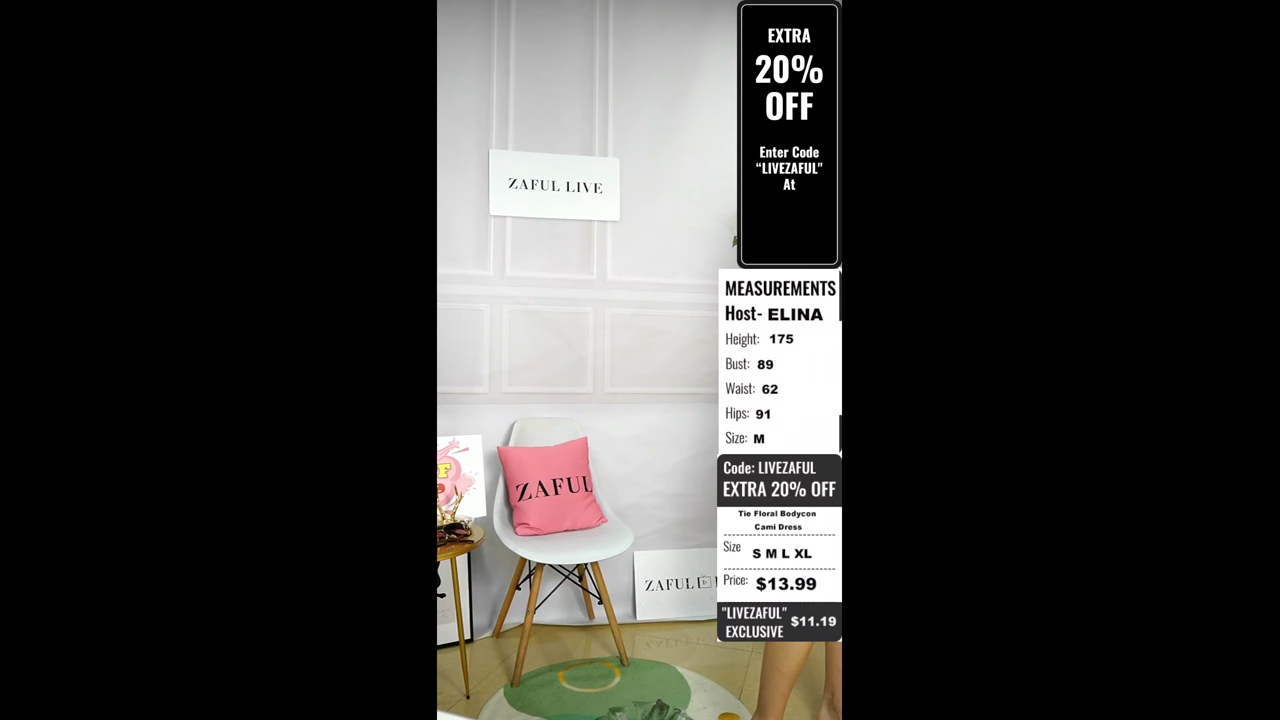 EXTRA
20%
OFF
Enter Code
“LIVEZAFUL”
At
ZAFUL LIVE
MEASUREMENTS
Host- ELINA
Height: 175
Bust: 89
Waist: 62
Hips: 91
Size: M
Code: LIVEZAFUL
EXTRA 20% OFF
Tie Floral Bodycon
Cami Dress
Size S M L XL
Price: $13.99
"LIVEZAFUL" $11.19
EXCLUSIVE
ZAFUL
ZAFUL